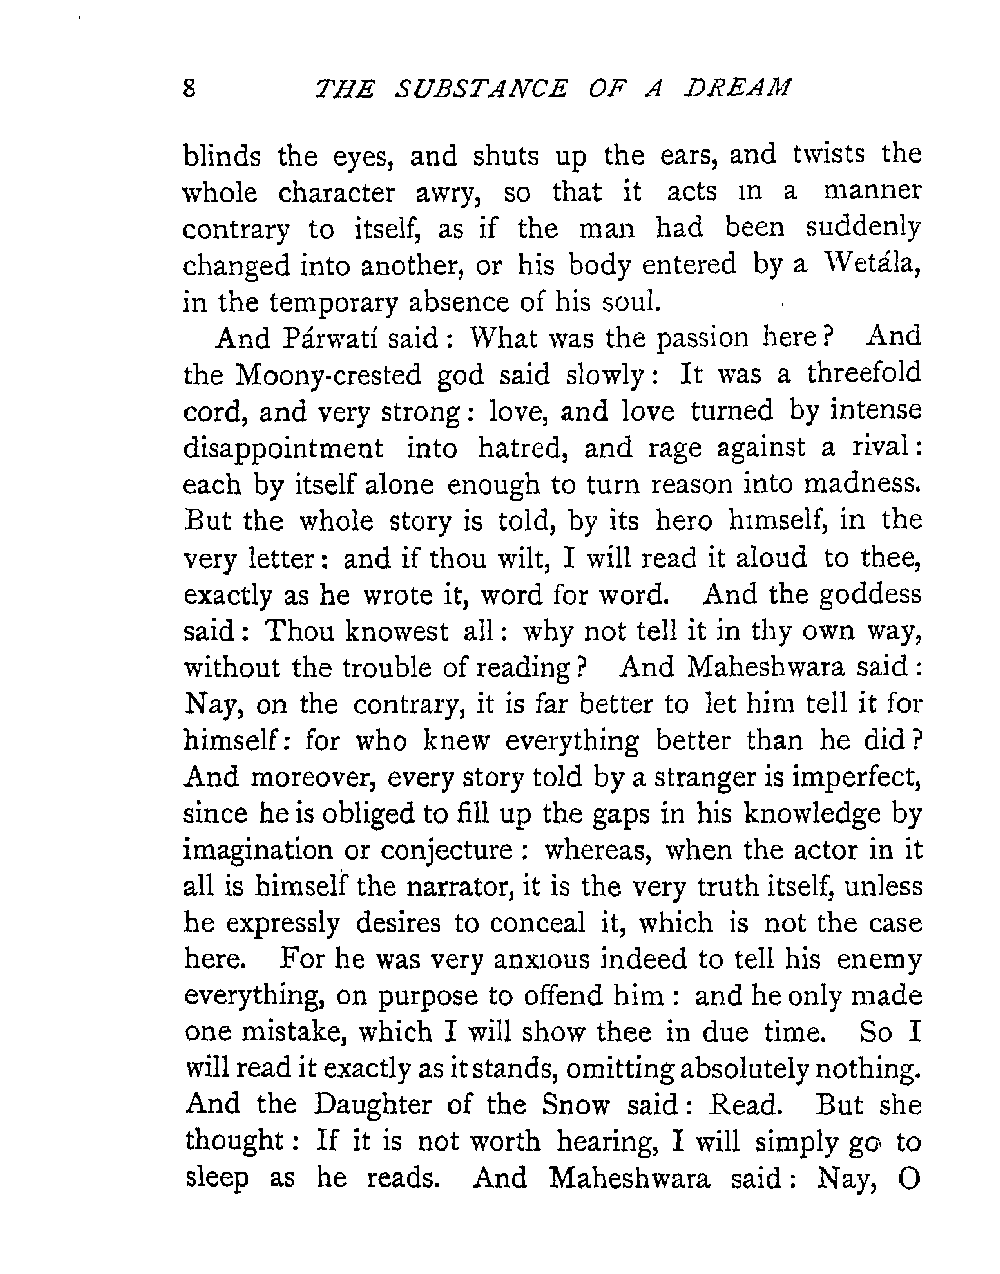 8 THE SUBSTANCE OF A DREAM
blinds the eyes, and shuts up the ears, and twists the
whole character awry, so that it acts in a manner
contrary to itself, as if the man had been suddenly
changed into another, or his body entered by a Wetála,
in the temporary absence of his soul.
And Párwatí said : What was the passion here ? And
the Moony-crested god said slowly : It was a threefold
cord, and very strong : love, and love turned by intense
disappointment into hatred, and rage against a rival :
each by itself alone enough to turn reason into madness.
But the whole story is told, by its hero himself, in the
very letter : and if thou wilt, I will read it aloud to thee,
exactly as he wrote it, word for word. And the goddess
said : Thou knowest all : why not tell it in thy own way,
without the trouble of reading ? And Maheshwara said :
Nay, on the contrary, it is far better to let him tell it for
himself : for who knew everything better than he did ?
And moreover, every story told by a stranger is imperfect,
since he is obliged to fill up the gaps in his knowledge by
imagination or conjecture : whereas, when the actor in it
all is himself the narrator, it is the very truth itself, unless
he expressly desires to conceal it, which is not the case
here. For he was very anxious indeed to tell his enemy
everything, on purpose to offend him : and he only made
one mistake, which I will show thee in due time. So I
will read it exactly as it stands, omitting absolutely nothing.
And the Daughter of the Snow said : Read. But she
thought : If it is not worth hearing, I will simply go to
sleep as he reads. And Maheshwara said : Nay, O